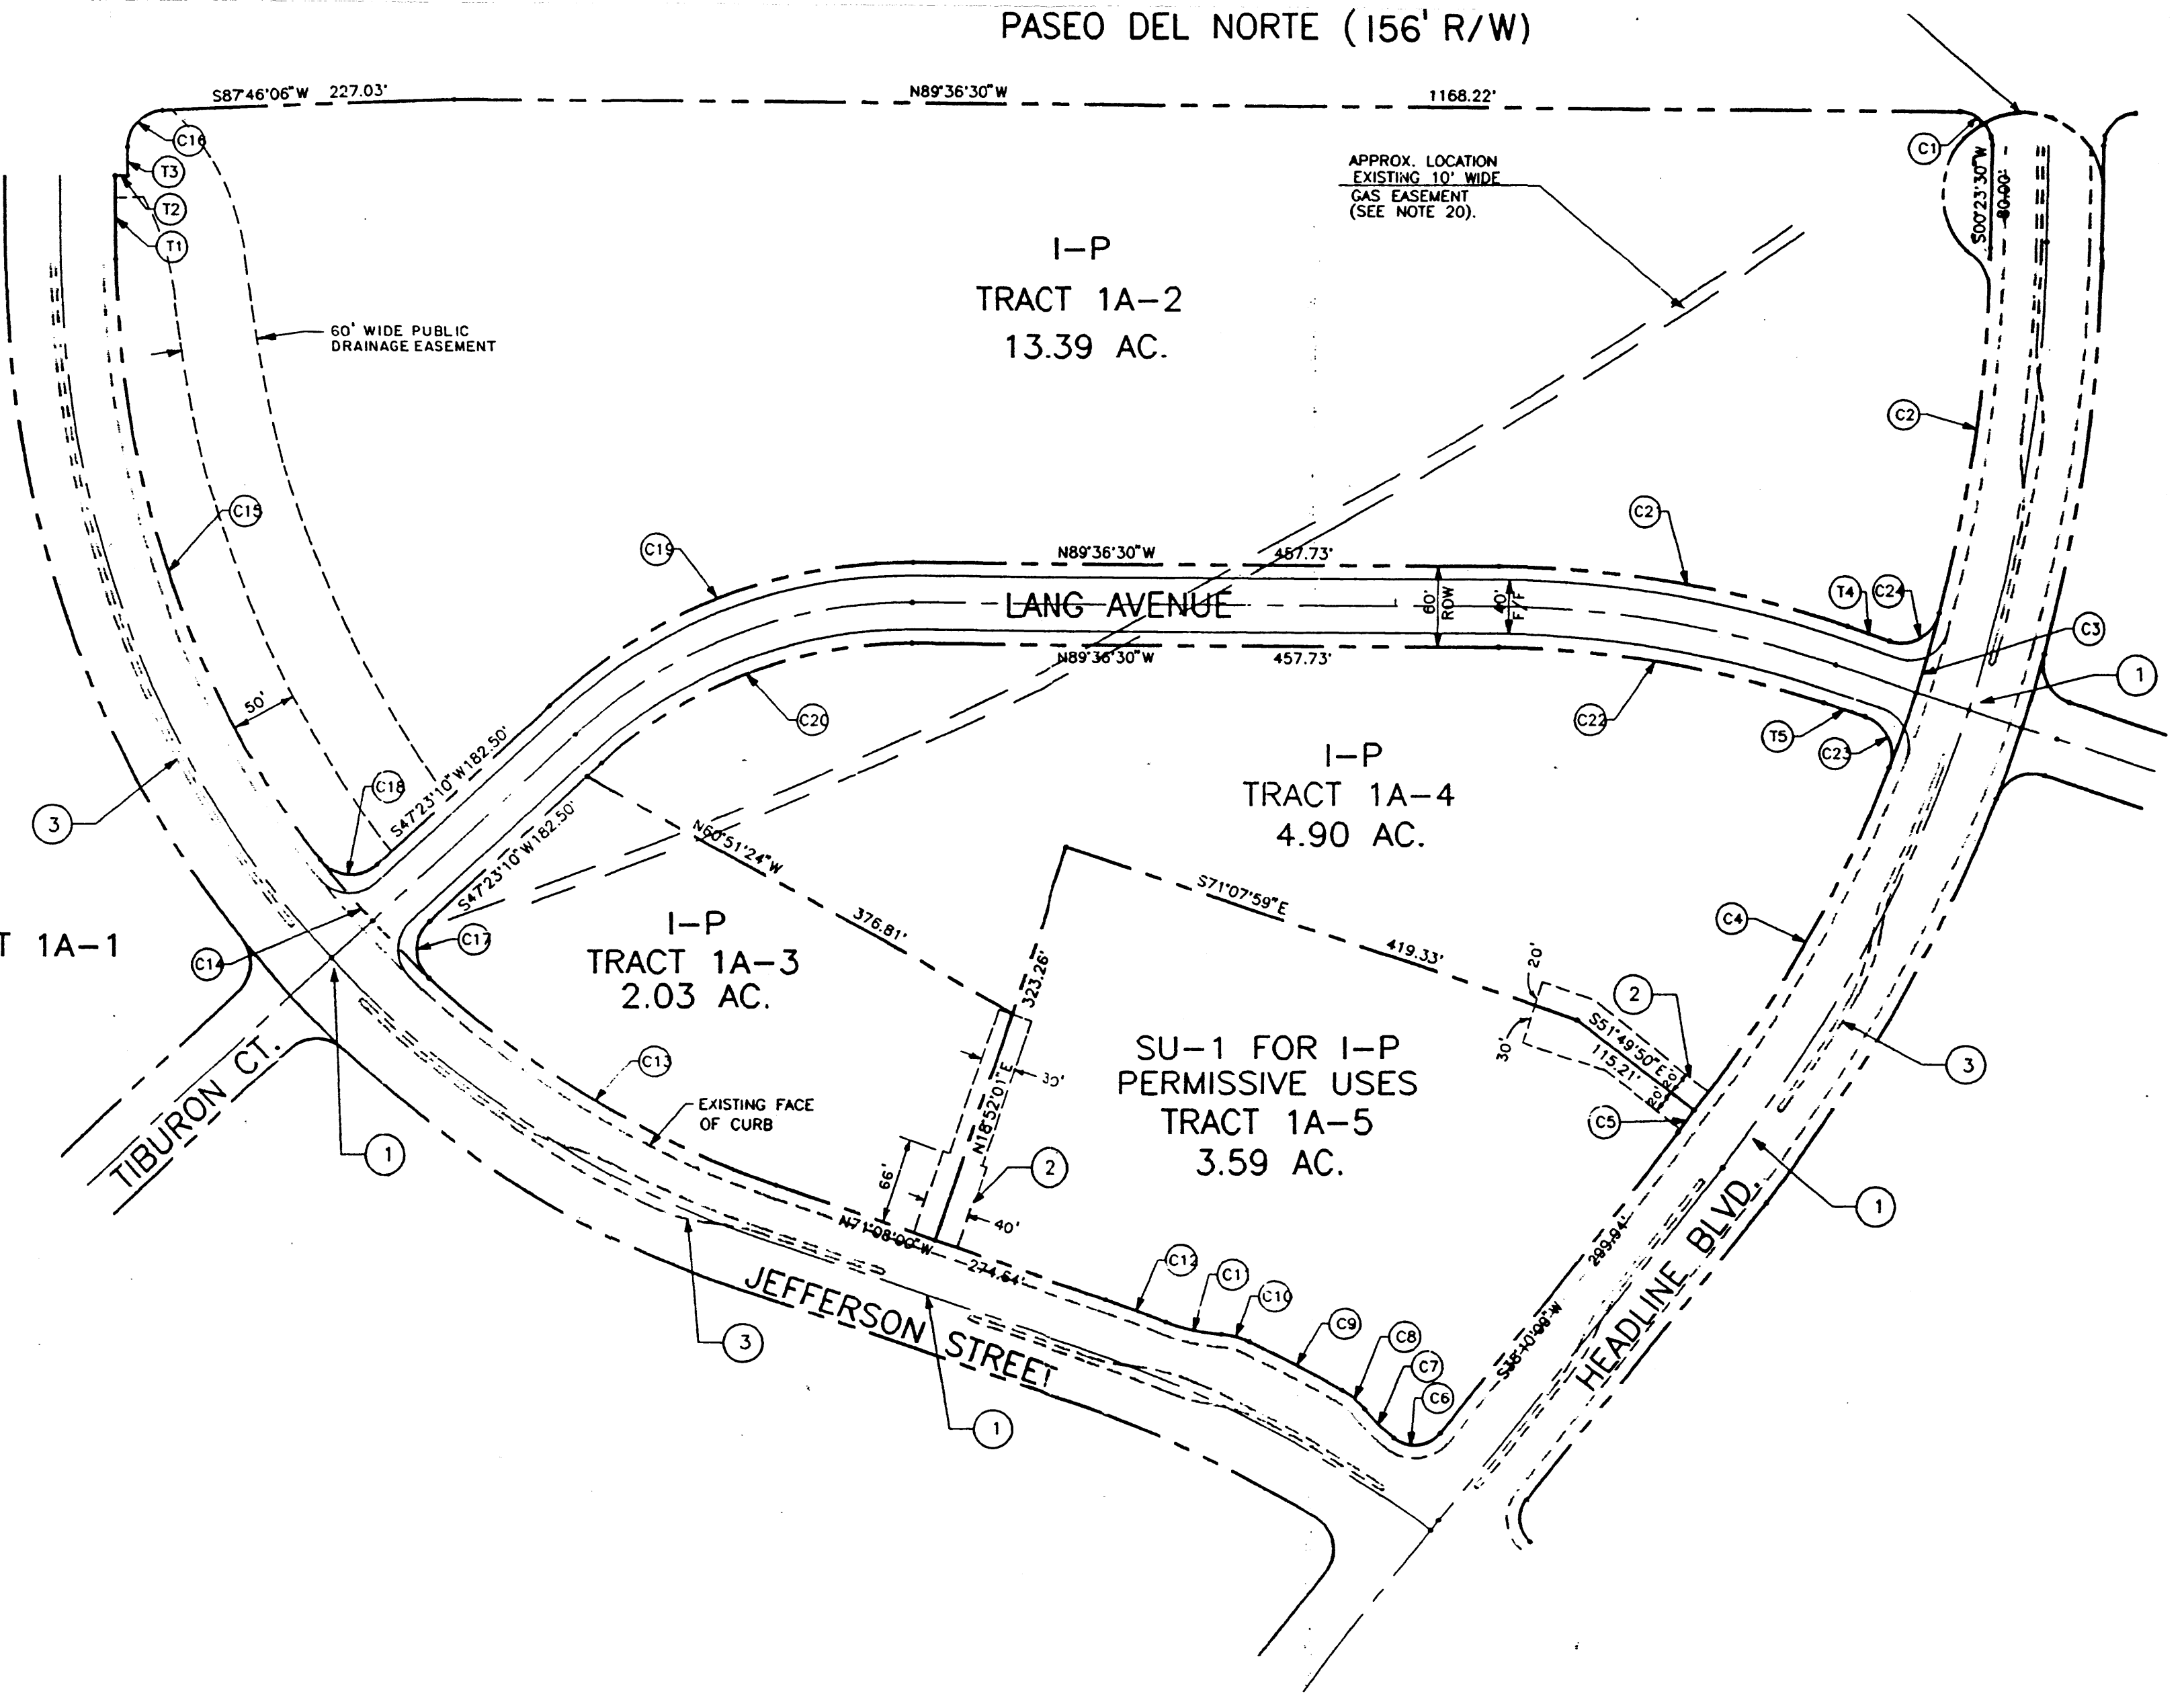 PASEO DEL NORTE (156' R/W)
S87°46'06"W 227.03'
N89°36'30"W
1168.22'
C16
T3
T2
T1
C1
S00°23'30"W
80.00'
APPROX. LOCATION
EXISTING 10' WIDE
GAS EASEMENT
(SEE NOTE 20).
I-P
TRACT 1A-2
13.39 AC.
60' WIDE PUBLIC
DRAINAGE EASEMENT
C2
C15
C19
C2
N89°36'30"W
457.73'
LANG AVENUE
60'
ROW
40'
F/F
T4
C24
C3
1
N89°36'30"W
457.73'
50'
C20
C22
T5
C23
3
C18
S47°23'10"W 182.50'
S47°23'10"W 182.50'
I-P
TRACT 1A-4
4.90 AC.
N60°51'24"W
376.81'
S71°07'59"E
419.33'
C4
T 1A-1
C14
C17
I-P
TRACT 1A-3
2.03 AC.
323.26'
N18°52'01"E
20'
30'
2
S51°49'50"E
115.21'
20'
20'
3
C5
SU-1 FOR I-P
PERMISSIVE USES
TRACT 1A-5
3.59 AC.
C13
30'
EXISTING FACE
OF CURB
TIBURON CT.
1
66'
2
40'
1
N71°08'00"W
274.64'
C12
C1
C10
C9
C8
C7
C6
299.94'
S38°10'09"W
HEADLINE BLVD.
JEFFERSON STREET
3
1